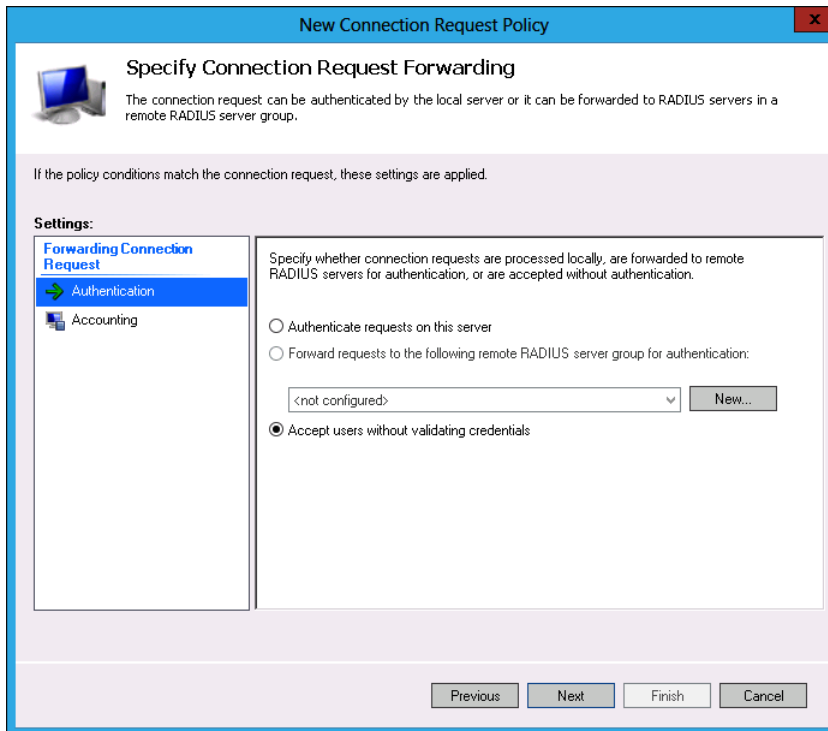 New Connection Request Policy
x
Specify Connection Request Forwarding
The connection request can be authenticated by the local server or it can be forwarded to RADIUS servers in a
remote RADIUS server group.
If the policy conditions match the connection request, these settings are applied.
Settings:
Forwarding Connection
Request
Authentication
Accounting
Specify whether connection requests are processed locally, are forwarded to remote
RADIUS servers for authentication, or are accepted without authentication.
Authenticate requests on this server
Forward requests to the following remote RADIUS server group for authentication:
<not configured>
New...
Accept users without validating credentials
Previous Next Finish Cancel